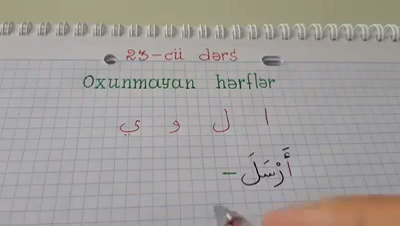 23-cü dərs
Oxunmayan hərflər
ا ل و ي
أَرْسَلَ -